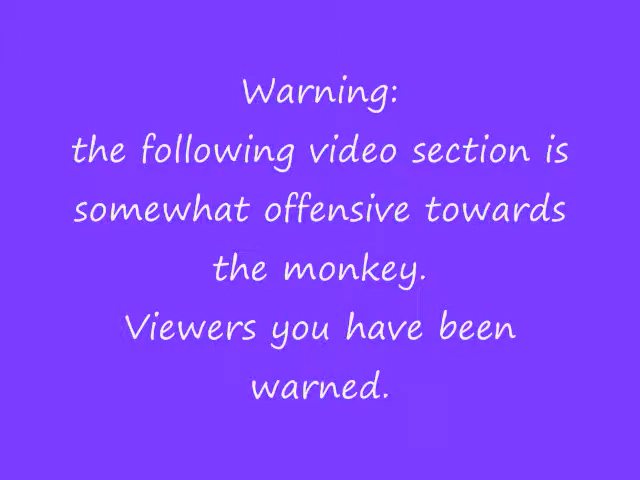 Warning:
the following video section is
somewhat offensive towards
the monkey.
Viewers you have been
warned.